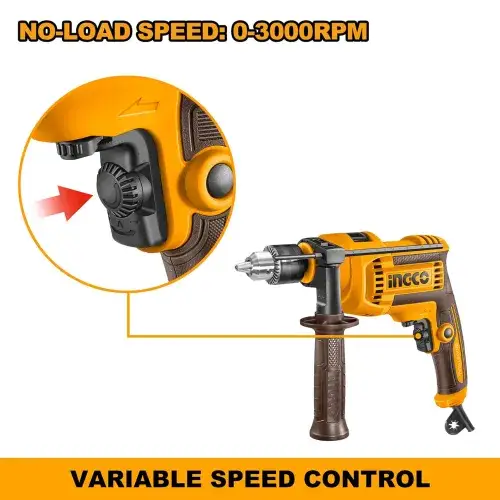 NO-LOAD SPEED: 0-3000RPM
INGCO
VARIABLE SPEED CONTROL